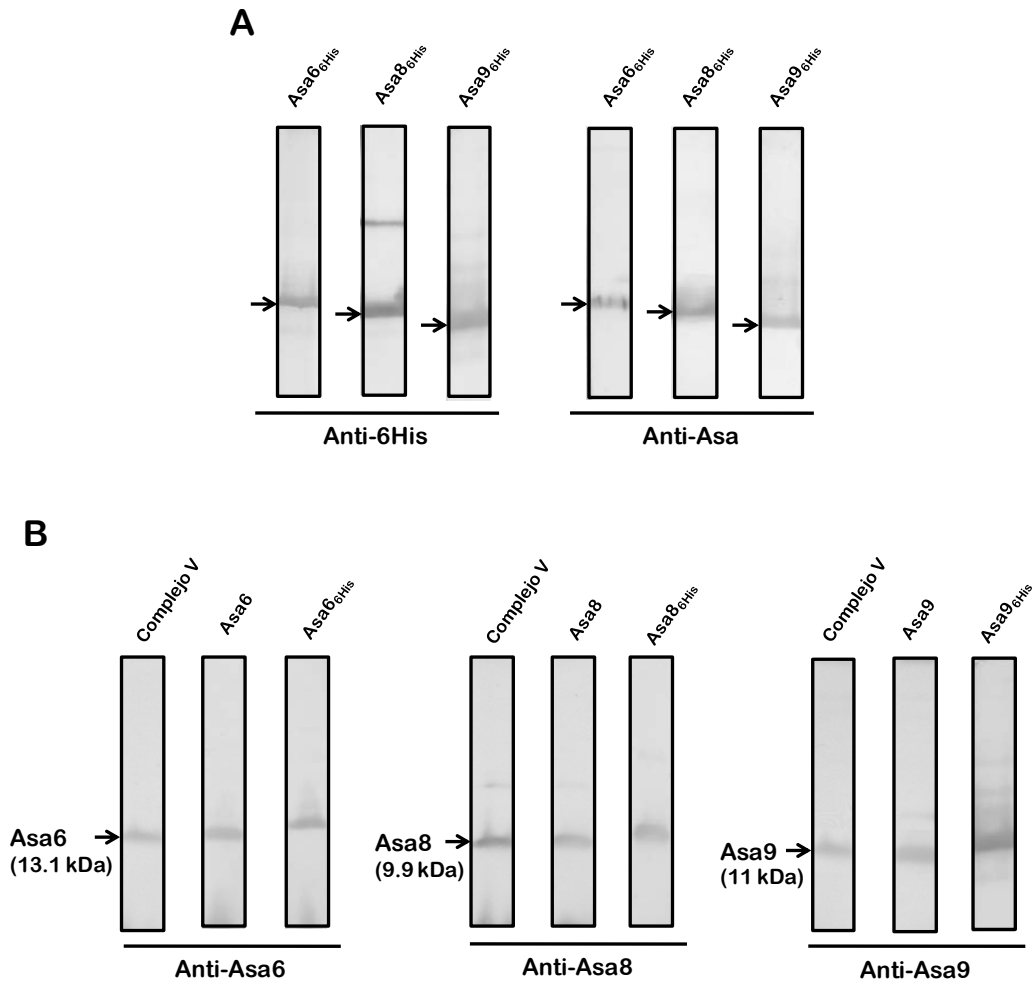 A
Asa66His
Asa86His
Asa96His
Asa66His
Asa86His
Asa96His
Anti-6His
Anti-Asa
B
Complejo V
Asa6
Asa66His
Complejo V
Asa8
Asa86His
Complejo V
Asa9
Asa96His
Asa6
(13.1 kDa)
Asa8
(9.9 kDa)
Asa9
(11 kDa)
Anti-Asa6
Anti-Asa8
Anti-Asa9